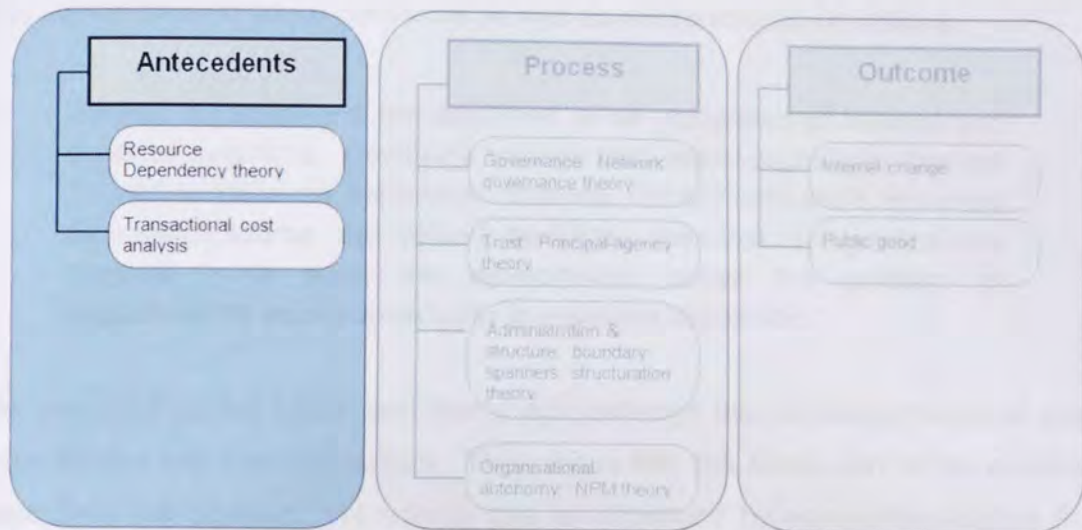 Antecedents
Resource
Dependency theory
Transactional cost
analysis
Process
Governance Network
governance theory
Trust Principal-agency
theory
Administration &
structure boundary
spanners structuration
theory
Organisational
autonomy NPM theory
Outcome
Internal change
Public good